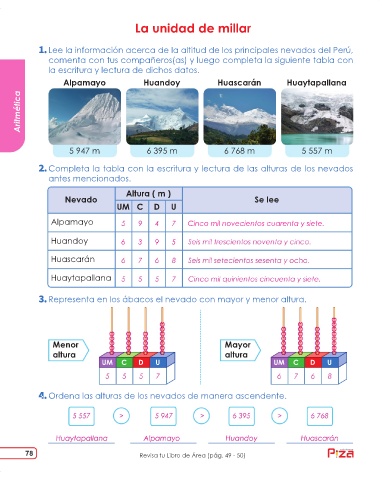 La unidad de millar
1. Lee la información acerca de la altitud de los principales nevados del Perú,
comenta con tus compañeros(as) y luego completa la siguiente tabla con
la escritura y lectura de dichos datos.
Aritmética
Alpamayo Huandoy Huascarán Huaytapallana
5 947 m 6 395 m 6 768 m 5 557 m
2. Completa la tabla con la escritura y lectura de las alturas de los nevados
antes mencionados.
Nevado Altura ( m ) Se lee
UM C D U
Alpamayo 5 9 4 7 Cinco mil novecientos cuarenta y siete.
Huandoy 6 3 9 5 Seis mil trescientos noventa y cinco.
Huascarán 6 7 6 8 Seis mil setecientos sesenta y ocho.
Huaytapallana 5 5 5 7 Cinco mil quinientos cincuenta y siete.
3. Representa en los ábacos el nevado con mayor y menor altura.
Menor
altura
UM C D U
5 5 5 7
Mayor
altura
UM C D U
6 7 6 8
4. Ordena las alturas de los nevados de manera ascendente.
5 557 > 5 947 > 6 395 > 6 768
Huaytapallana Alpamayo Huandoy Huascarán
78
Revisa tu Libro de Área (pág. 49 - 50)